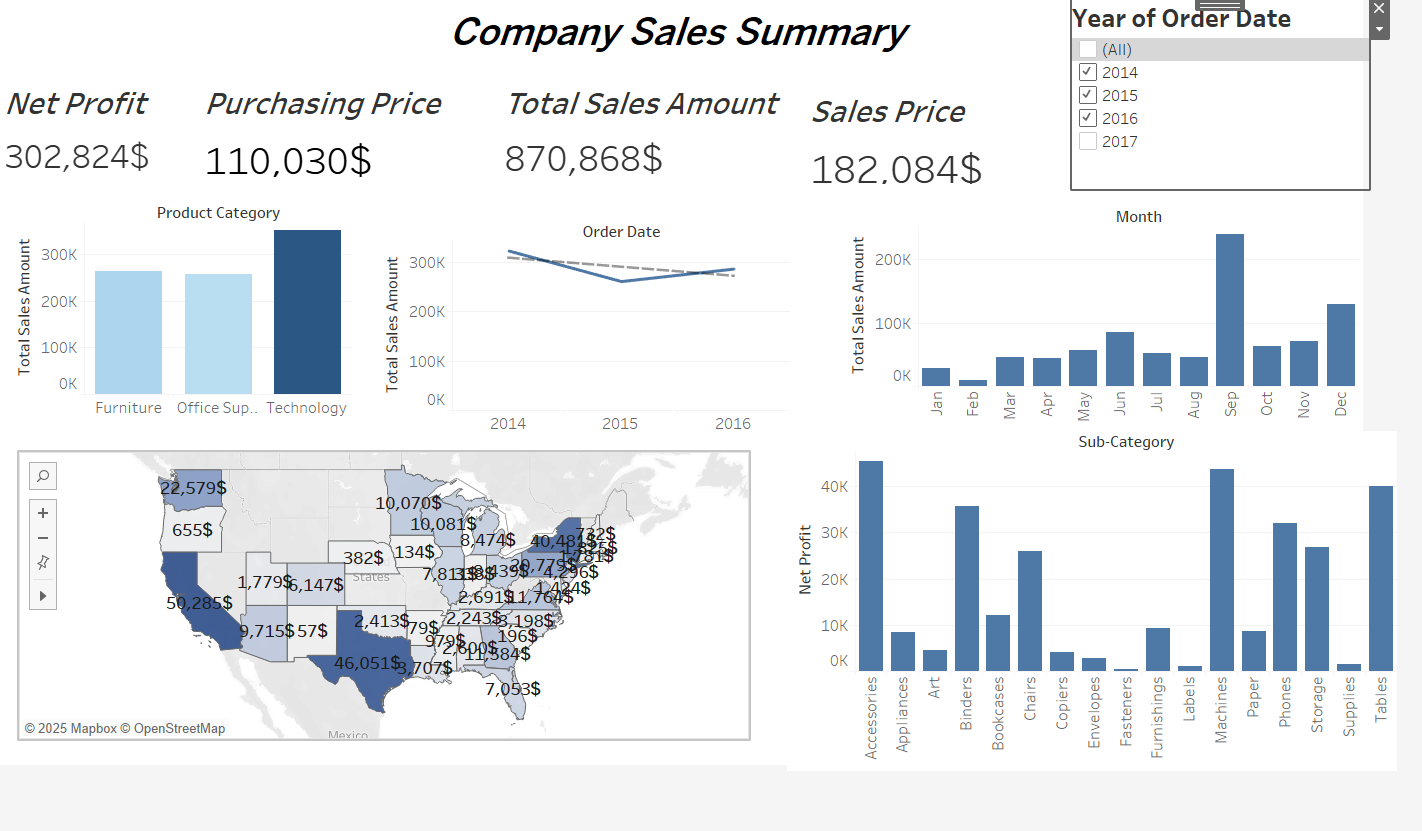 Company Sales Summary
Year of Order Date
(All)
2014
2015
2016
2017
Net Profit
302,824$
Purchasing Price
110,030$
Total Sales Amount
870,868$
Sales Price
182,084$
Product Category
Total Sales Amount
300K
200K
100K
0K
Furniture
Office Sup..
Technology
Order Date
Total Sales Amount
300K
200K
100K
0K
2014
2015
2016
Month
Total Sales Amount
200K
100K
0K
Jan
Feb
Mar
Apr
May
Jun
Jul
Aug
Sep
Oct
Nov
Dec
22,579$
655$
50,285$
1,779$
6,147$
9,715$
57$
382$
States
10,070$
10,081$
8,474$
134$
2,413$
79$
46,051$
3,707$
979$
2,600$
2,691$
11,764$
2,243$
3,198$
196$
11,584$
7,053$
40,481$
732$
20,779$
4,296$
1,424$
Mexico
© 2025 Mapbox © OpenStreetMap
Sub-Category
Net Profit
40K
30K
20K
10K
0K
Accessories
Appliances
Art
Binders
Bookcases
Chairs
Copiers
Envelopes
Fasteners
Furnishings
Labels
Machines
Paper
Phones
Storage
Supplies
Tables